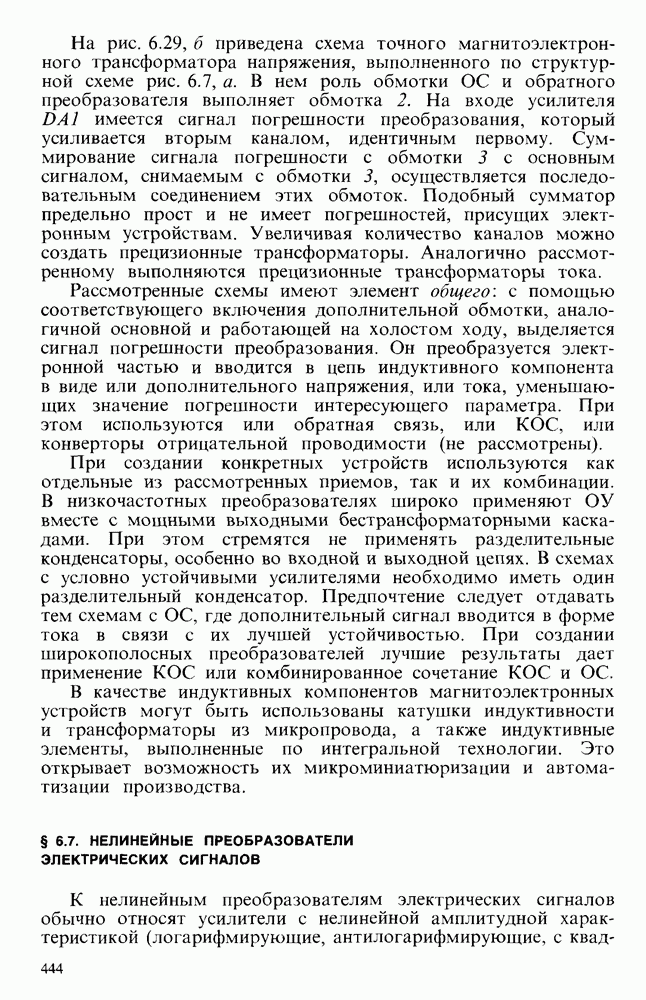 На рис. 6.29, б приведена схема точного магнитоэлектрон-
ного трансформатора напряжения, выполненного по структур-
ной схеме рис. 6.7, а. В нем роль обмотки ОС и обратного
преобразователя выполняет обмотка 2. На входе усилителя
DA1 имеется сигнал погрешности преобразования, который
усиливается вторым каналом, идентичным первому. Сум-
мирование сигнала погрешности с обмотки 3 с основным
сигналом, снимаемым с обмотки 3, осуществляется последо-
вательным соединением этих обмоток. Подобный сумматор
предельно прост и не имеет погрешностей, присущих элект-
ронным устройствам. Увеличивая количество каналов можно
создать прецизионные трансформаторы. Аналогично рассмот-
ренному выполняются прецизионные трансформаторы тока.
Рассмотренные схемы имеют элемент общего: с помощью
соответствующего включения дополнительной обмотки, анало-
гичной основной и работающей на холостом ходу, выделяется
сигнал погрешности преобразования. Он преобразуется элект-
ронной частью и вводится в цепь индуктивного компонента
в виде или дополнительного напряжения, или тока, уменьшаю-
щих значение погрешности интересующего параметра. При
этом используются или обратная связь, или КОС, или
конверторы отрицательной проводимости (не рассмотрены).
При создании конкретных устройств используются как
отдельные из рассмотренных приемов, так и их комбинации.
В низкочастотных преобразователях широко применяют ОУ
вместе с мощными выходными бестрансформаторными каска-
дами. При этом стремятся не применять разделительные
конденсаторы, особенно во входной и выходной цепях. В схемах
с условно устойчивыми усилителями необходимо иметь один
разделительный конденсатор. Предпочтение следует отдавать
тем схемам с ОС, где дополнительный сигнал вводится в форме
тока в связи с их лучшей устойчивостью. При создании
широкополосных преобразователей лучшие результаты дает
применение КОС или комбинированное сочетание КОС и ОС.
В качестве индуктивных компонентов магнитоэлектронных
устройств могут быть использованы катушки индуктивности
и трансформаторы из микропровода, а также индуктивные
элементы, выполненные по интегральной технологии. Это
открывает возможность их микроминиатюризации и автома-
тизации производства.
§ 6.7. НЕЛИНЕЙНЫЕ ПРЕОБРАЗОВАТЕЛИ
ЭЛЕКТРИЧЕСКИХ СИГНАЛОВ
К нелинейным преобразователям электрических сигналов
обычно относят усилители с нелинейной амплитудной харак-
теристикой (логарифмирующие, антилогарифмирующие, с квад-
444